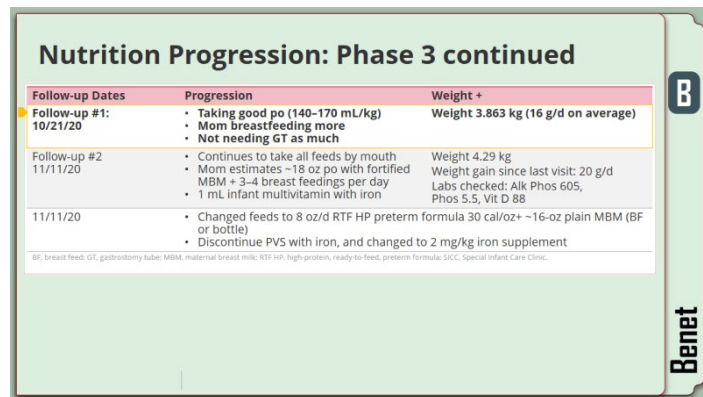 Nutrition Progression: Phase 3 continued
Follow-up Dates Progression Weight +
Follow-up #1: • Taking good po (140–170 mL/kg) Weight 3.863 kg (16 g/d on average)
10/21/20 • Mom breastfeeding more
• Not needing GT as much
Follow-up #2 • Continues to take all feeds by mouth Weight 4.29 kg
11/11/20 • Mom estimates ~18 oz po with fortified Weight gain since last visit: 20 g/d
MBM + 3–4 breast feedings per day Labs checked: Alk Phos 605,
• 1 mL infant multivitamin with iron Phos 5.5, Vit D 88
11/11/20 • Changed feeds to 8 oz/d RTF HP preterm formula 30 cal/oz+ ~16-oz plain MBM (BF
or bottle)
• Discontinue PVS with iron, and changed to 2 mg/kg iron supplement
BF, breast feed; GT, gastrostomy tube; MBM, maternal breast milk; RTF HP, high-protein, ready-to-feed, preterm formula; SICC, Special Infant Care Clinic.
B
Benet